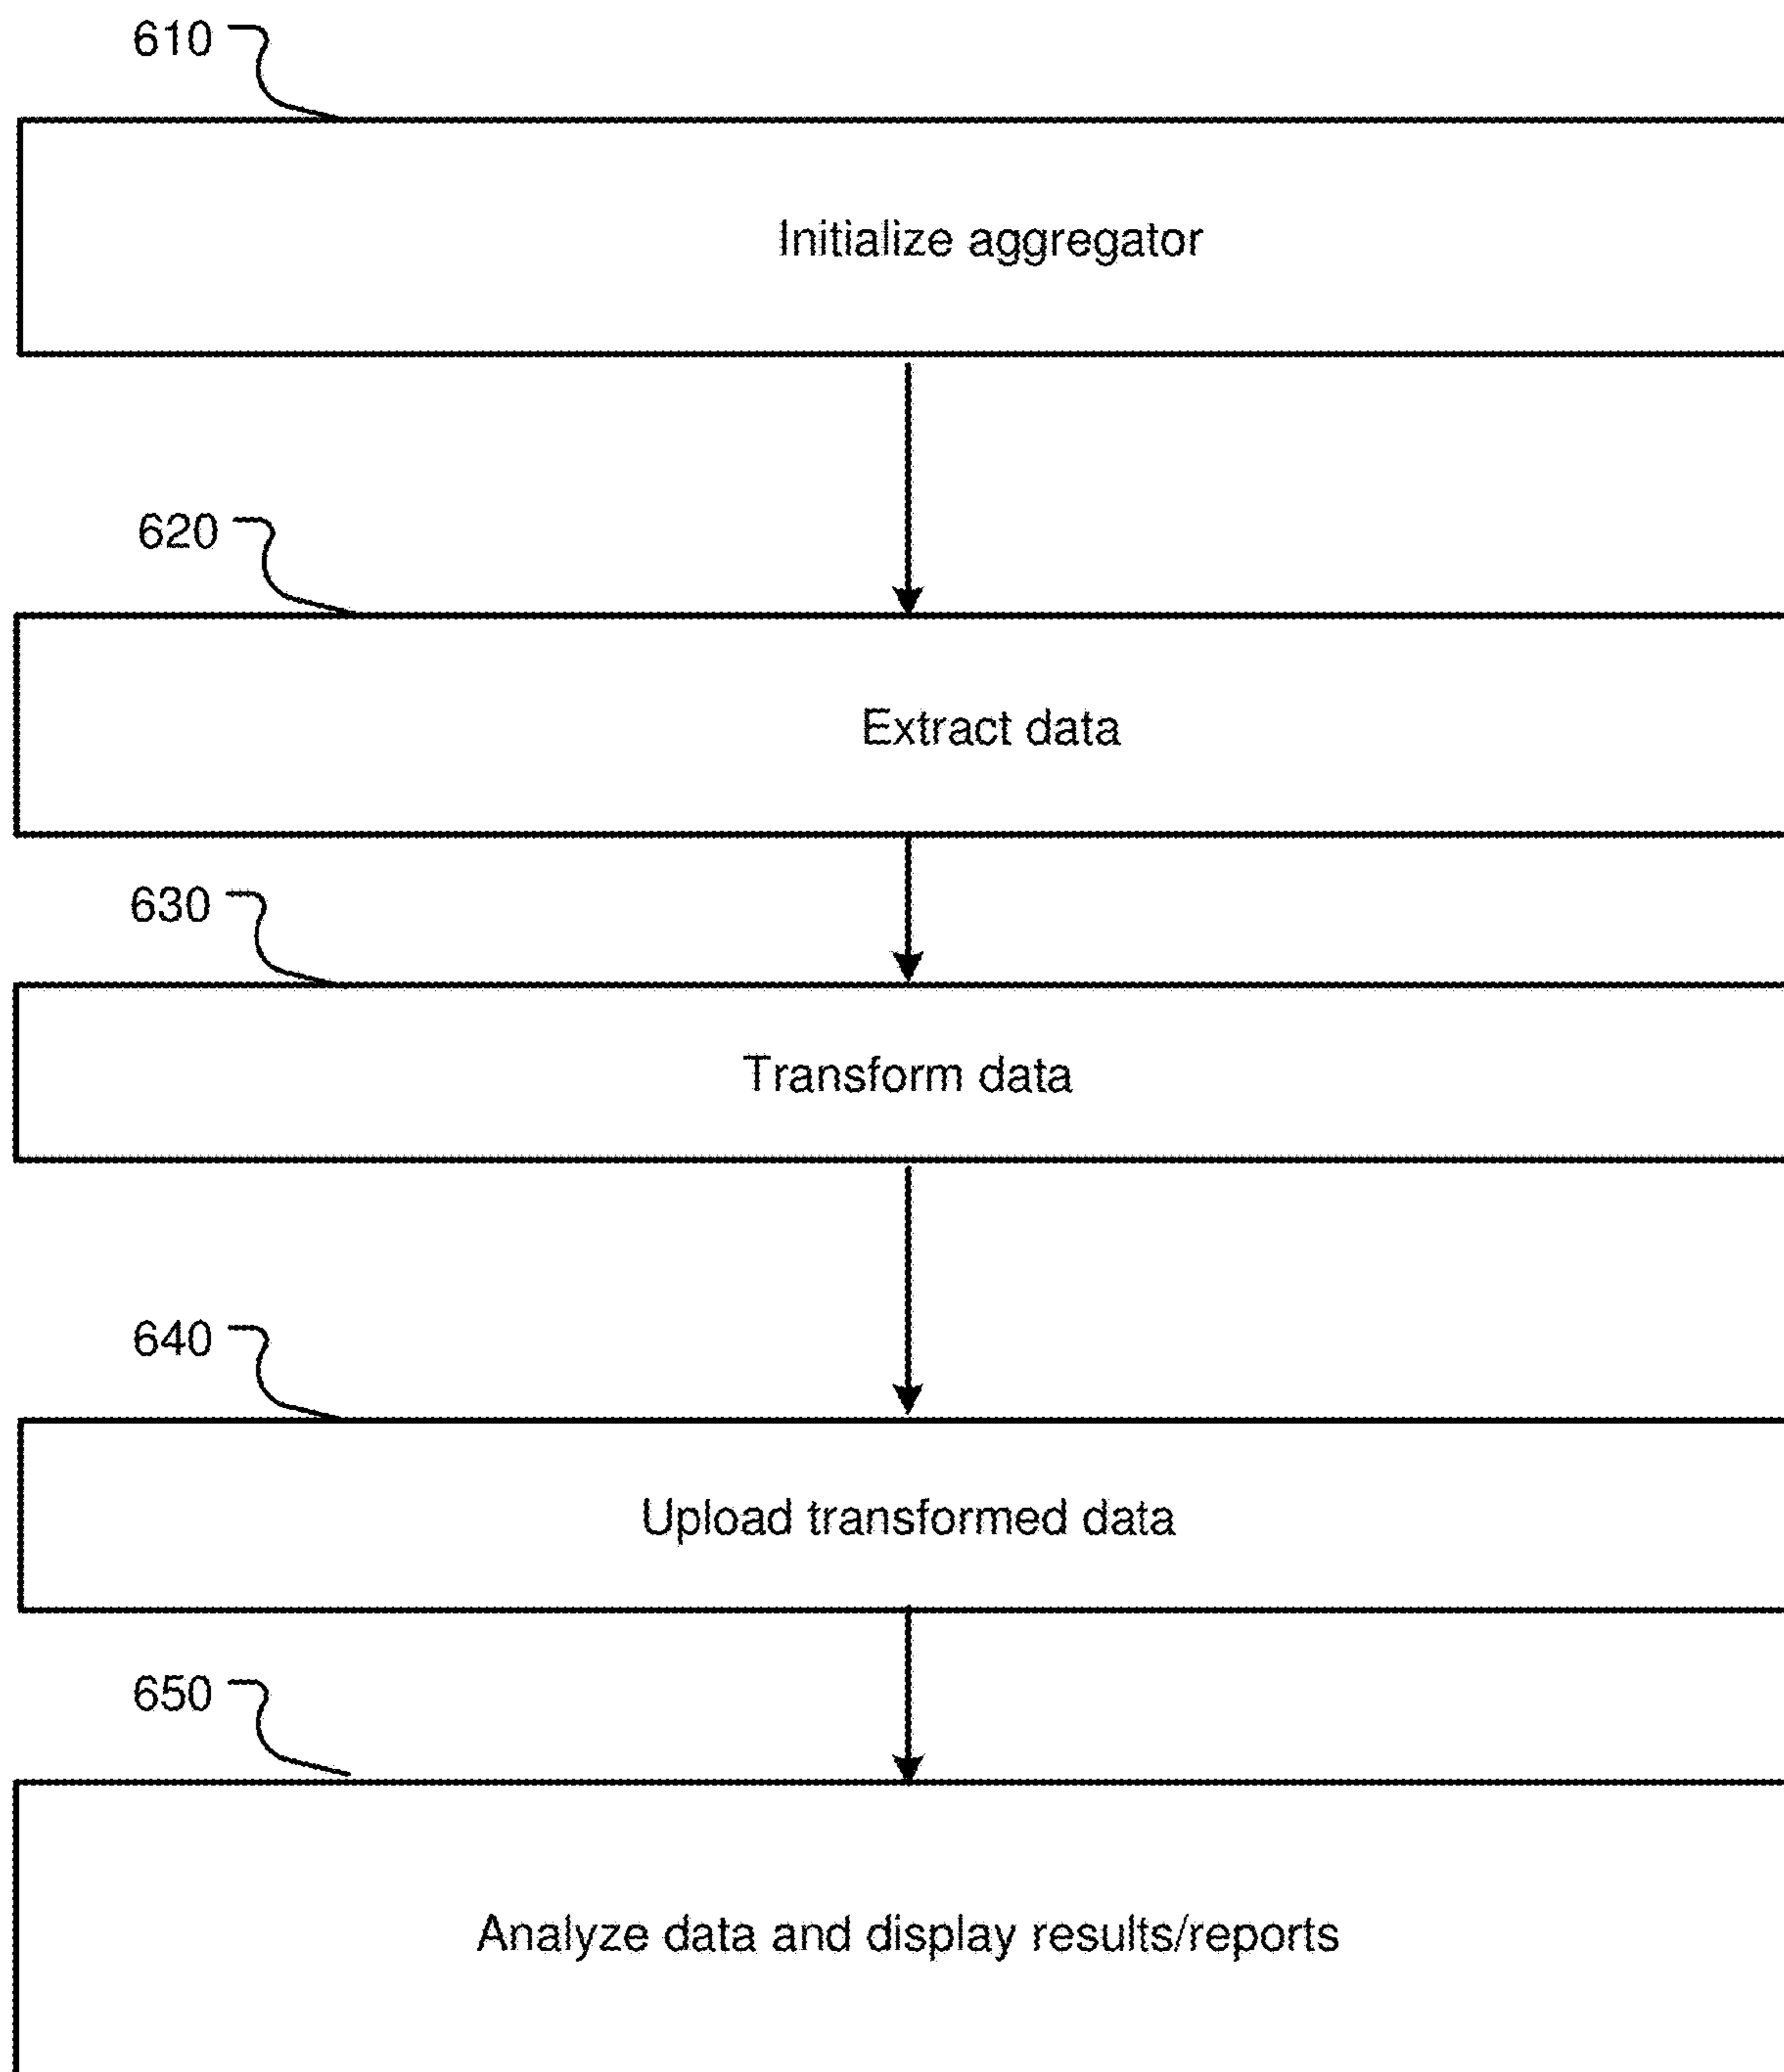 610
Initialize aggregator
620
Extract data
630
Transform data
640
Upload transformed data
650
Analyze data and display results/reports